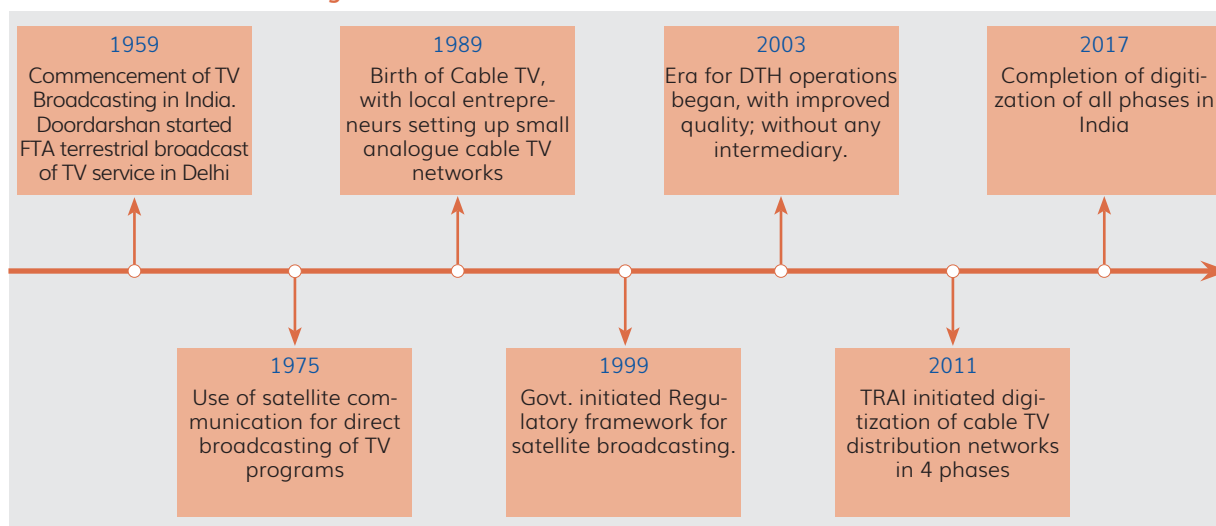 1959
Commencement of TV
Broadcasting in India.
Doordarshan started
FTA terrestrial broadcast
of TV service in Delhi
1989
Birth of Cable TV,
with local entrepre-
neurs setting up small
analogue cable TV
networks
2003
Era for DTH operations
began, with improved
quality; without any
intermediary.
2017
Completion of digiti-
zation of all phases in
India
1975
Use of satellite com-
munication for direct
broadcasting of TV
programs
1999
Govt. initiated Regu-
latory framework for
satellite broadcasting.
2011
TRAI initiated digi-
tization of cable TV
distribution networks
in 4 phases